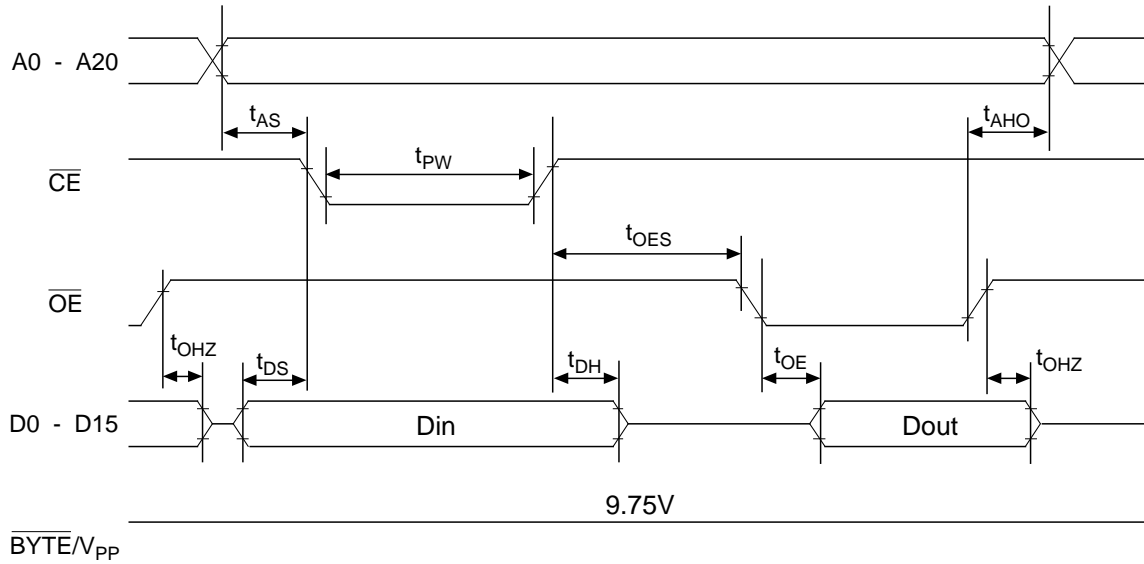 A0 - A20
tAS
tAHO
CE
tPW
tOES
OE
tOHZ
tDS
tDH
tOE
tOHZ
D0 - D15
Din
Dout
9.75V
BYTE/VPP